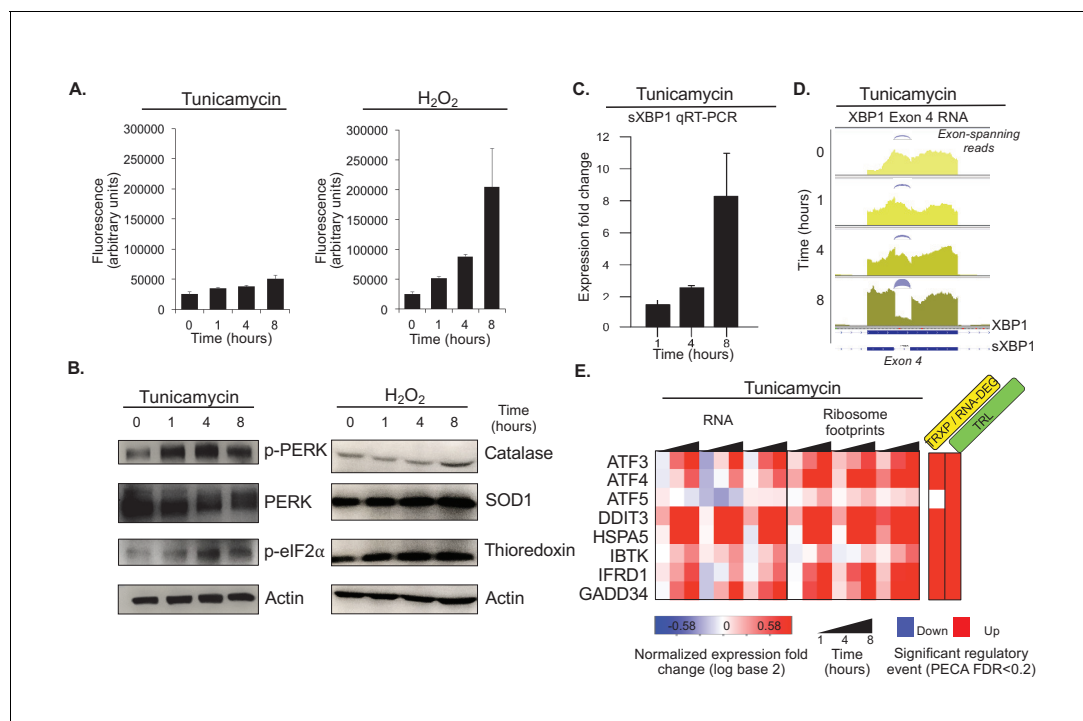 A.
Tunicamycin
Fluorescence
(arbitrary units)
300000
250000
200000
150000
100000
50000
0
0 1 4 8
Time (hours)
H2O2
Fluorescence
(arbitrary units)
300000
250000
200000
150000
100000
50000
0
0 1 4 8
Time (hours)
B.
Tunicamycin
0 1 4 8
p-PERK
PERK
p-eIF2α
Actin
H2O2
0 1 4 8
Time
(hours)
Catalase
SOD1
Thioredoxin
Actin
C.
Tunicamycin
sXBP1 qRT-PCR
Expression fold change
12
10
8
6
4
2
0
1 4 8
Time (hours)
D.
Tunicamycin
XBP1 Exon 4 RNA
Exon-spanning
reads
Time (hours)
0
1
4
8
XBP1
sXBP1
Exon 4
E.
Tunicamycin
RNA
Ribosome
footprints
TRXP / RNA-DEG
TRL
ATF3
ATF4
ATF5
DDIT3
HSPA5
IBTK
IFRD1
GADD34
-0.58 0 0.58
Normalized expression fold
change (log base 2)
1 4 8
Time
(hours)
Down Up
Significant regulatory
event (PECA FDR<0.2)